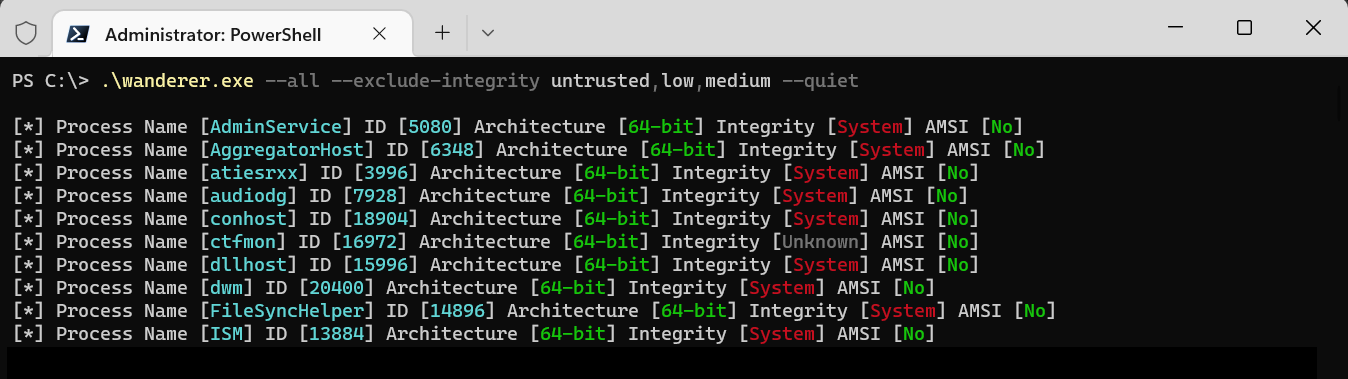 Administrator: PowerShell
PS C:\> .\wanderer.exe --all --exclude-integrity untrusted,low,medium --quiet
[*] Process Name [AdminService] ID [5080] Architecture [64-bit] Integrity [System] AMSI [No]
[*] Process Name [AggregatorHost] ID [6348] Architecture [64-bit] Integrity [System] AMSI [No]
[*] Process Name [atiesrxx] ID [3996] Architecture [64-bit] Integrity [System] AMSI [No]
[*] Process Name [audiodg] ID [7928] Architecture [64-bit] Integrity [System] AMSI [No]
[*] Process Name [conhost] ID [18904] Architecture [64-bit] Integrity [System] AMSI [No]
[*] Process Name [ctfmon] ID [16972] Architecture [64-bit] Integrity [Unknown] AMSI [No]
[*] Process Name [dllhost] ID [15996] Architecture [64-bit] Integrity [System] AMSI [No]
[*] Process Name [dwm] ID [20400] Architecture [64-bit] Integrity [System] AMSI [No]
[*] Process Name [FileSyncHelper] ID [14896] Architecture [64-bit] Integrity [System] AMSI [No]
[*] Process Name [ISM] ID [13884] Architecture [64-bit] Integrity [System] AMSI [No]